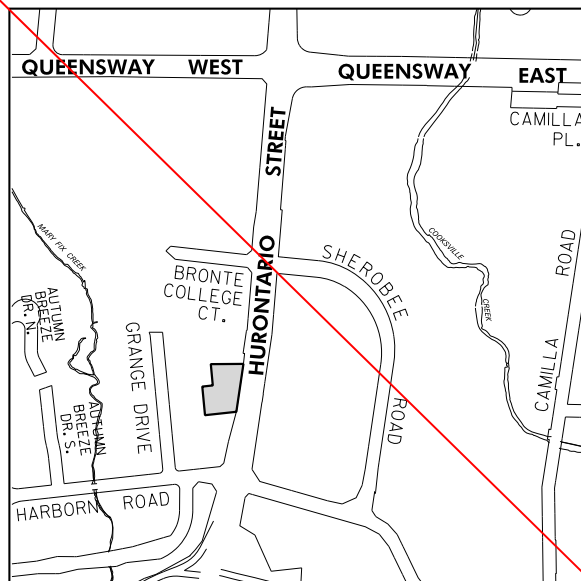 QUEENSWAY WEST
QUEENSWAY EAST
CAMILLA
PL.
HURONTARIO STREET
MARY FIX CREEK
COOKSVILLE
CREEK
SHEROBEE
ROAD
CAMILLA ROAD
BRONTE
COLLEGE
CT.
AUTUMN
BREEZE
DR. N.
GRANGE DRIVE
AUTUMN
BREEZE
DR. S.
HARBORN ROAD